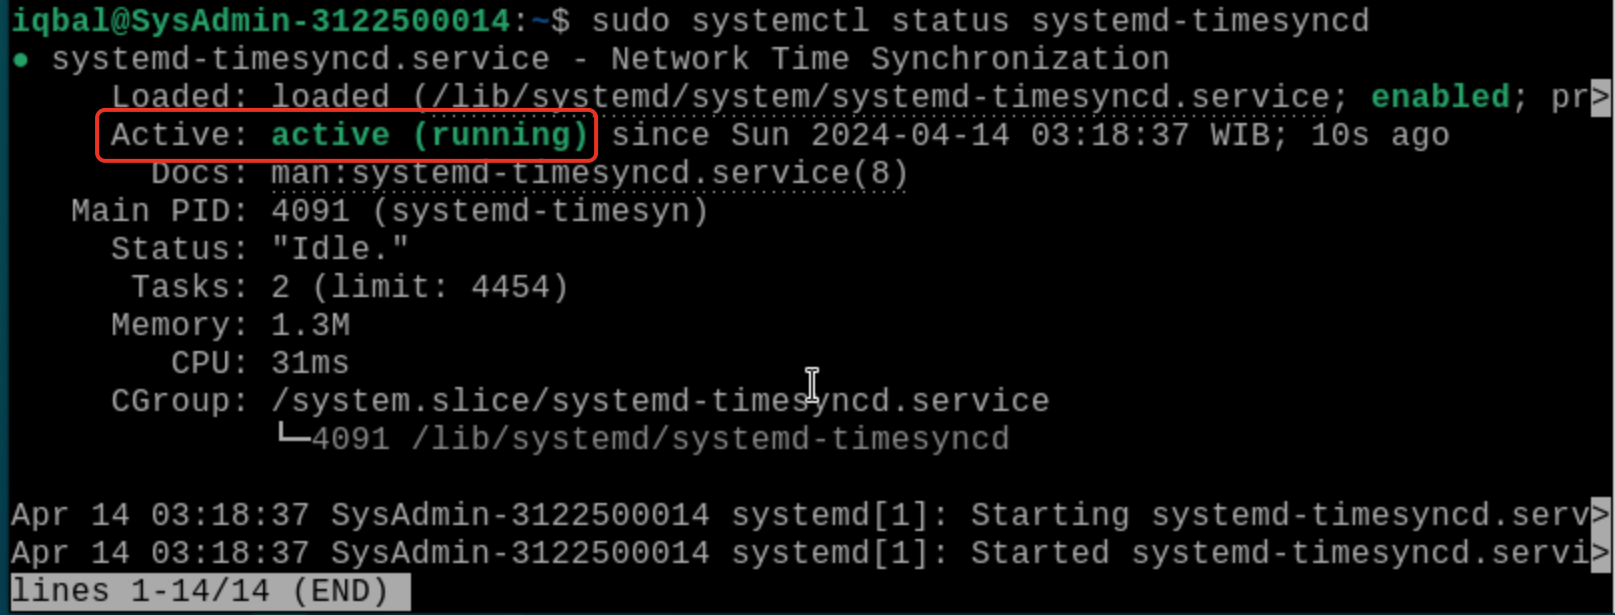 iqbal@SysAdmin-3122500014:~$ sudo systemctl status systemd-timesyncd
● systemd-timesyncd.service - Network Time Synchronization
Loaded: loaded (/lib/systemd/system/systemd-timesyncd.service; enabled; pr>
Active: active (running) since Sun 2024-04-14 03:18:37 WIB; 10s ago
Docs: man:systemd-timesyncd.service(8)
Main PID: 4091 (systemd-timesyn)
Status: "Idle."
Tasks: 2 (limit: 4454)
Memory: 1.3M
CPU: 31ms
CGroup: /system.slice/systemd-timesyncd.service
└─4091 /lib/systemd/systemd-timesyncd
Apr 14 03:18:37 SysAdmin-3122500014 systemd[1]: Starting systemd-timesyncd.serv>
Apr 14 03:18:37 SysAdmin-3122500014 systemd[1]: Started systemd-timesyncd.servi>
lines 1-14/14 (END)